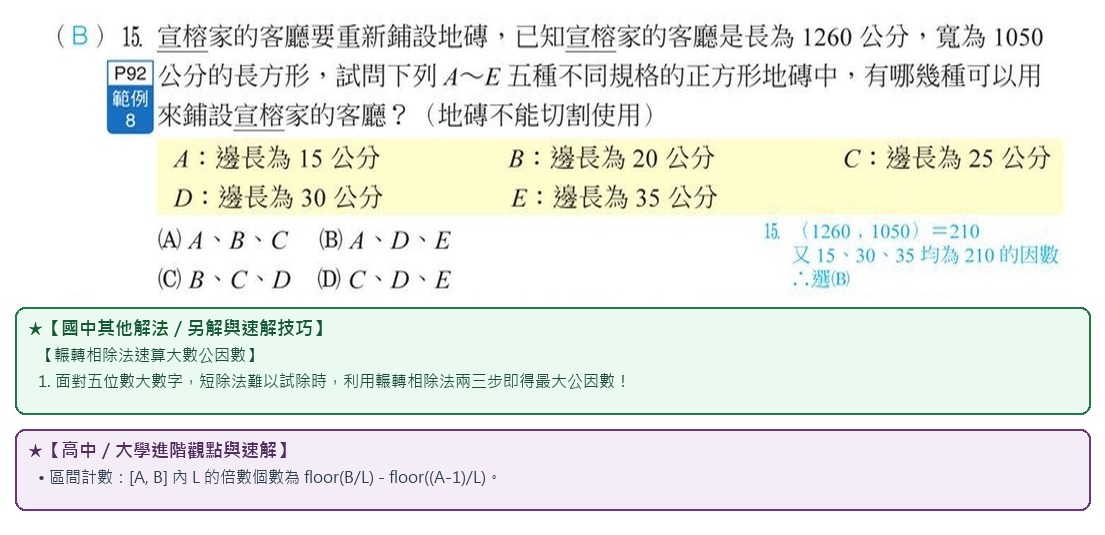 （B）15. 宣榕家的客廳要重新鋪設地磚，已知宣榕家的客廳是長為 1260 公分，寬為 1050
P92 公分的長方形，試問下列 A～E 五種不同規格的正方形地磚中，有哪幾種可以用
範例
8 來鋪設宣榕家的客廳？（地磚不能切割使用）
A：邊長為 15 公分 B：邊長為 20 公分 C：邊長為 25 公分
D：邊長為 30 公分 E：邊長為 35 公分
(A) A、B、C (B) A、D、E
(C) B、C、D (D) C、D、E
15. （1260，1050）＝210
又 15、30、35 均為 210 的因數
∴選(B)
★【國中其他解法 / 另解與速解技巧】
【輾轉相除法速算大數公因數】
1. 面對五位數大數字，短除法難以試除時，利用輾轉相除法兩三步即得最大公因數！
★【高中 / 大學進階觀點與速解】
• 區間計數：[A, B] 內 L 的倍數個數為 floor(B/L) - floor((A-1)/L)。